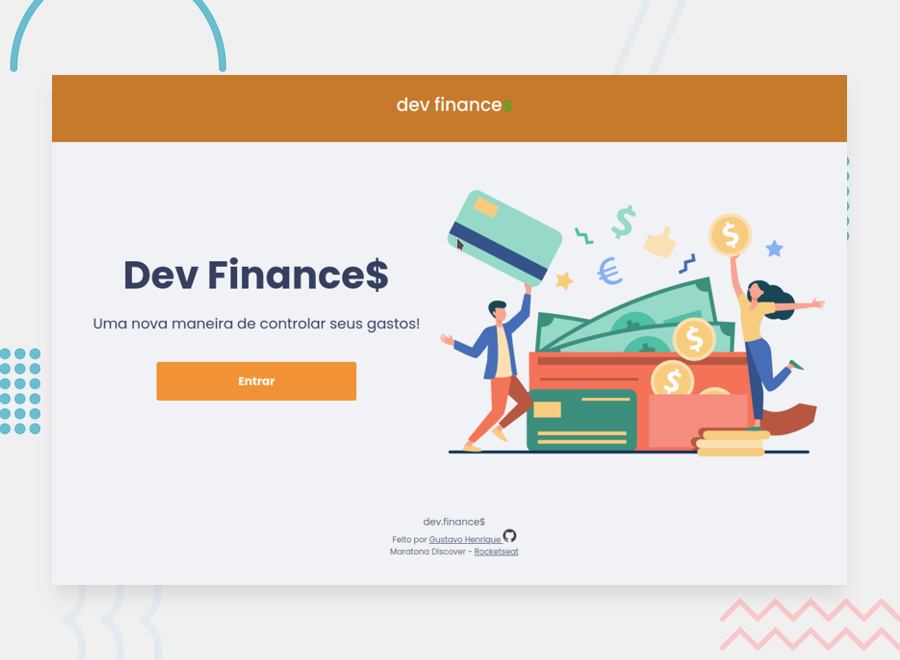 dev finance$
Dev Finance$
Uma nova maneira de controlar seus gastos!
Entrar
$
€
$
$
$
dev.finance$
Feito por Gustavo Henrique
Maratona Discover - Rocketseat